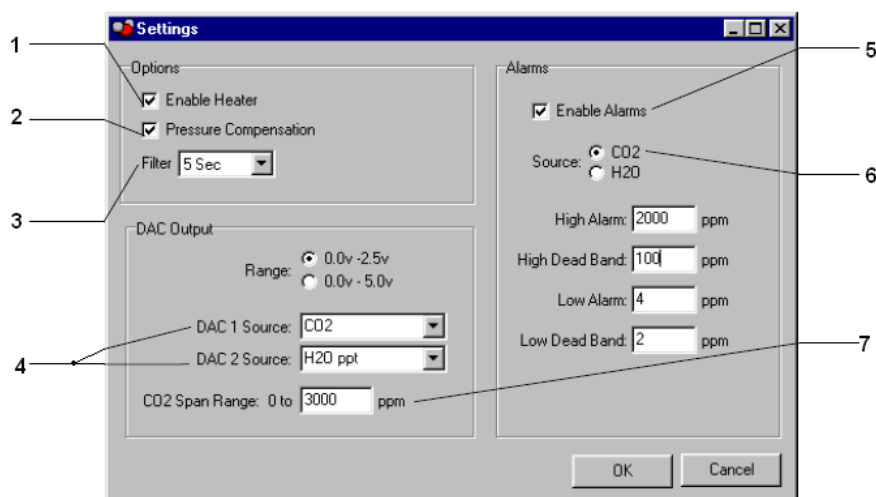 Settings
1
5
Options
Enable Heater
2
Pressure Compensation
Filter 5 Sec
3
Alarms
Enable Alarms
Source: CO2
H2O
6
High Alarm: 2000 ppm
High Dead Band: 100 ppm
Low Alarm: 4 ppm
Low Dead Band: 2 ppm
DAC Output
Range: 0.0v -2.5v
0.0v - 5.0v
DAC 1 Source: CO2
4
DAC 2 Source: H2O ppt
7
CO2 Span Range: 0 to 3000 ppm
OK
Cancel